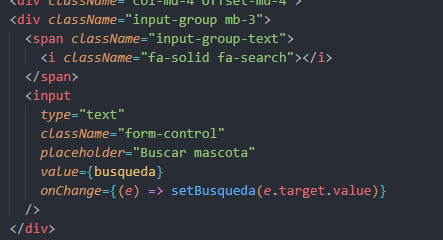 <div className="col-md-4 offset-md-4">
<div className="input-group mb-3">
<span className="input-group-text">
<i className="fa-solid fa-search"></i>
</span>
<input
type="text"
className="form-control"
placeholder="Buscar mascota"
value={busqueda}
onChange={(e) => setBusqueda(e.target.value)}
/>
</div>